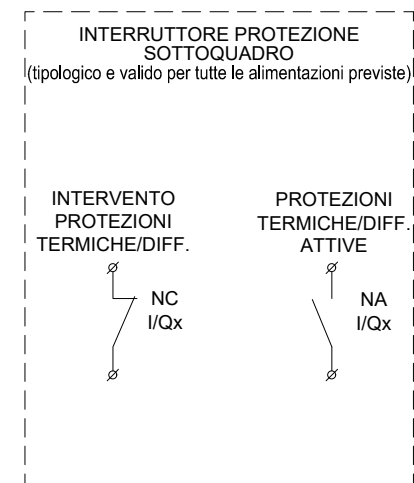 INTERRUTTORE PROTEZIONE
SOTTOQUADRO
(tipologico e valido per tutte le alimentazioni previste)
INTERVENTO
PROTEZIONI
TERMICHE/DIFF.
NC
I/Qx
PROTEZIONI
TERMICHE/DIFF.
ATTIVE
NA
I/Qx